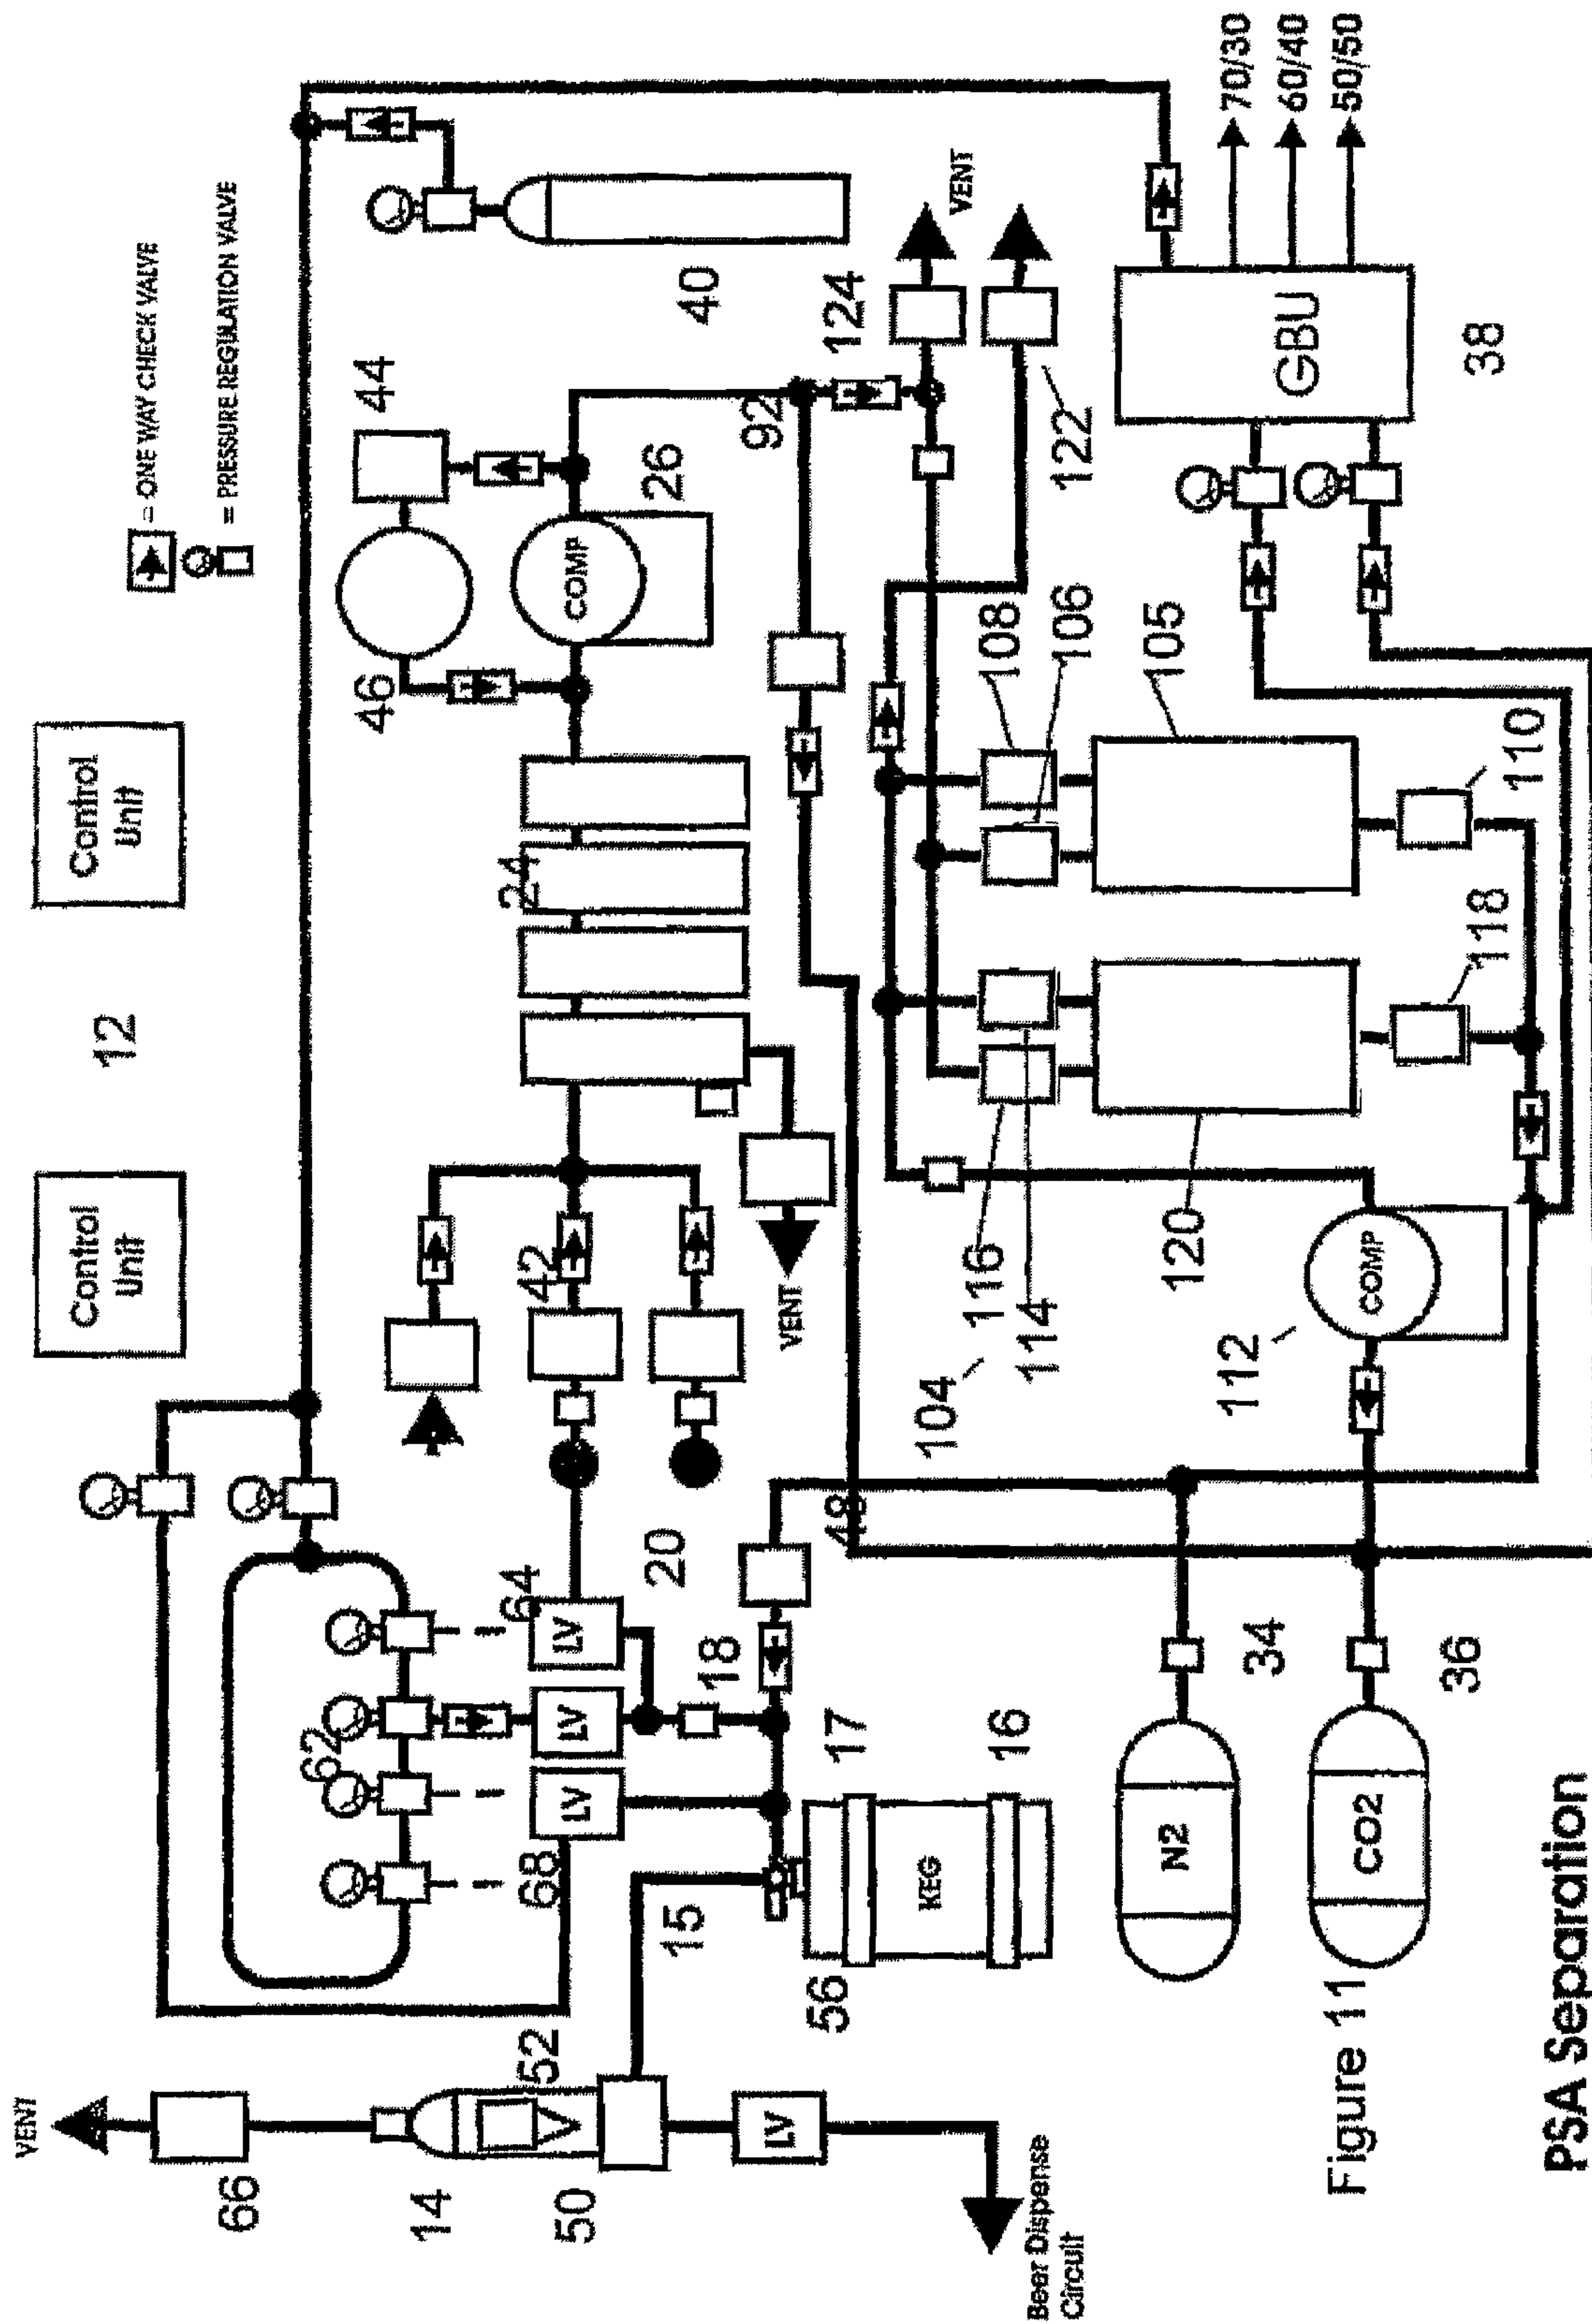 = ONE WAY CHECK VALVE
= PRESSURE REGULATION VALVE
Control
Unit
12
Control
Unit
VENT
66
14
52
50
LV
Beer Dispense
Circuit
62
68
LV
LV
LV
64
15
18
20
42
VENT
24
46
44
COMP
26
92
40
124
VENT
122
56
KEG
17
16
48
104
116
114
108
106
105
120
118
110
112
COMP
N2
34
CO2
36
GBU
38
70/30
60/40
50/50
Figure 11
PSA Separation